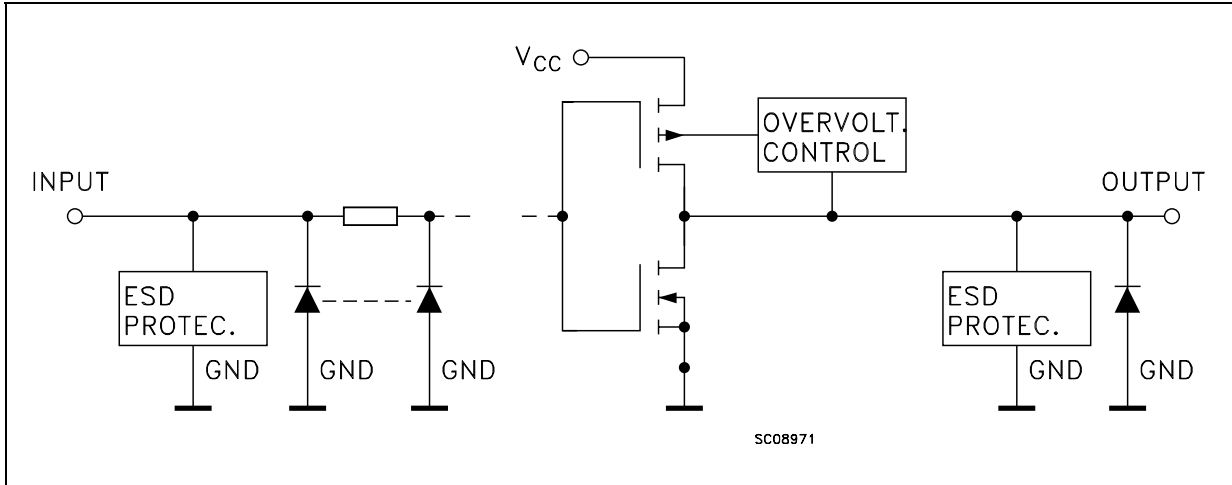 VCC
OVERVOLT.
CONTROL
INPUT
OUTPUT
ESD
PROTEC.
ESD
PROTEC.
GND
GND
GND
GND
GND
SC08971